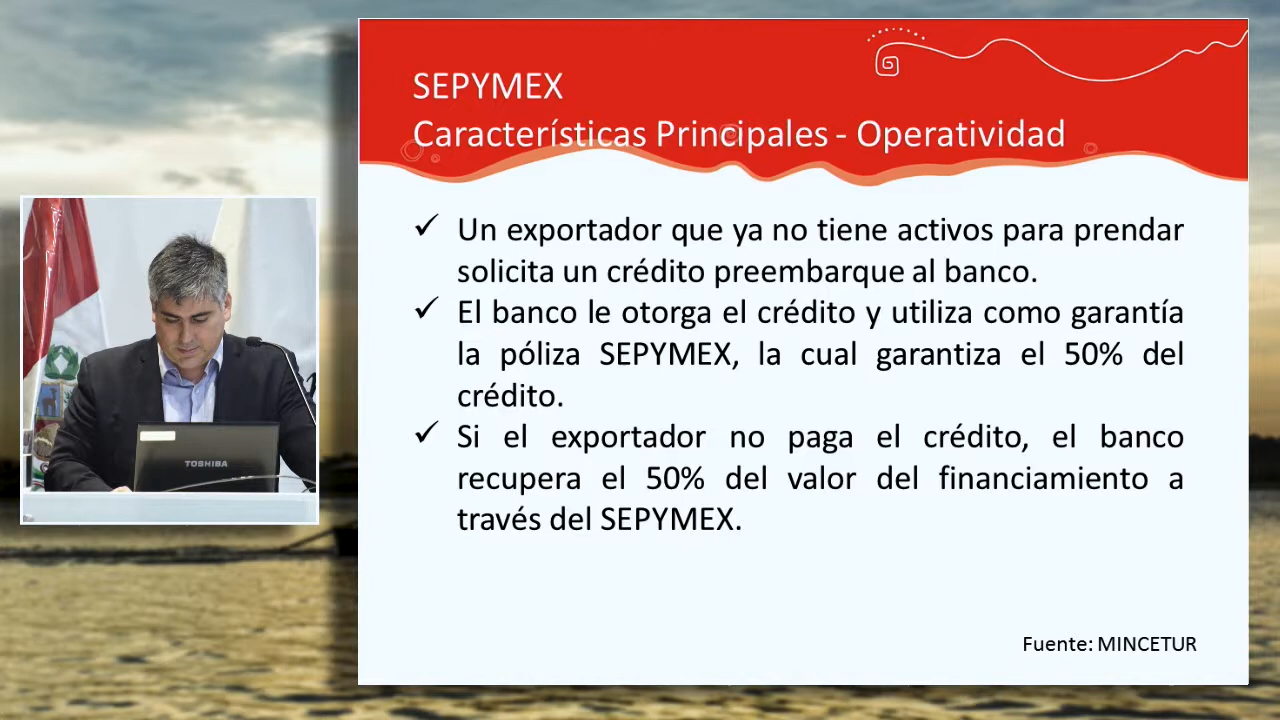 SEPYMEX
Características Principales - Operatividad
✓ Un exportador que ya no tiene activos para prendar
solicita un crédito preembarque al banco.
✓ El banco le otorga el crédito y utiliza como garantía
la póliza SEPYMEX, la cual garantiza el 50% del
crédito.
✓ Si el exportador no paga el crédito, el banco
recupera el 50% del valor del financiamiento a
través del SEPYMEX.
Fuente: MINCETUR
TOSHIBA